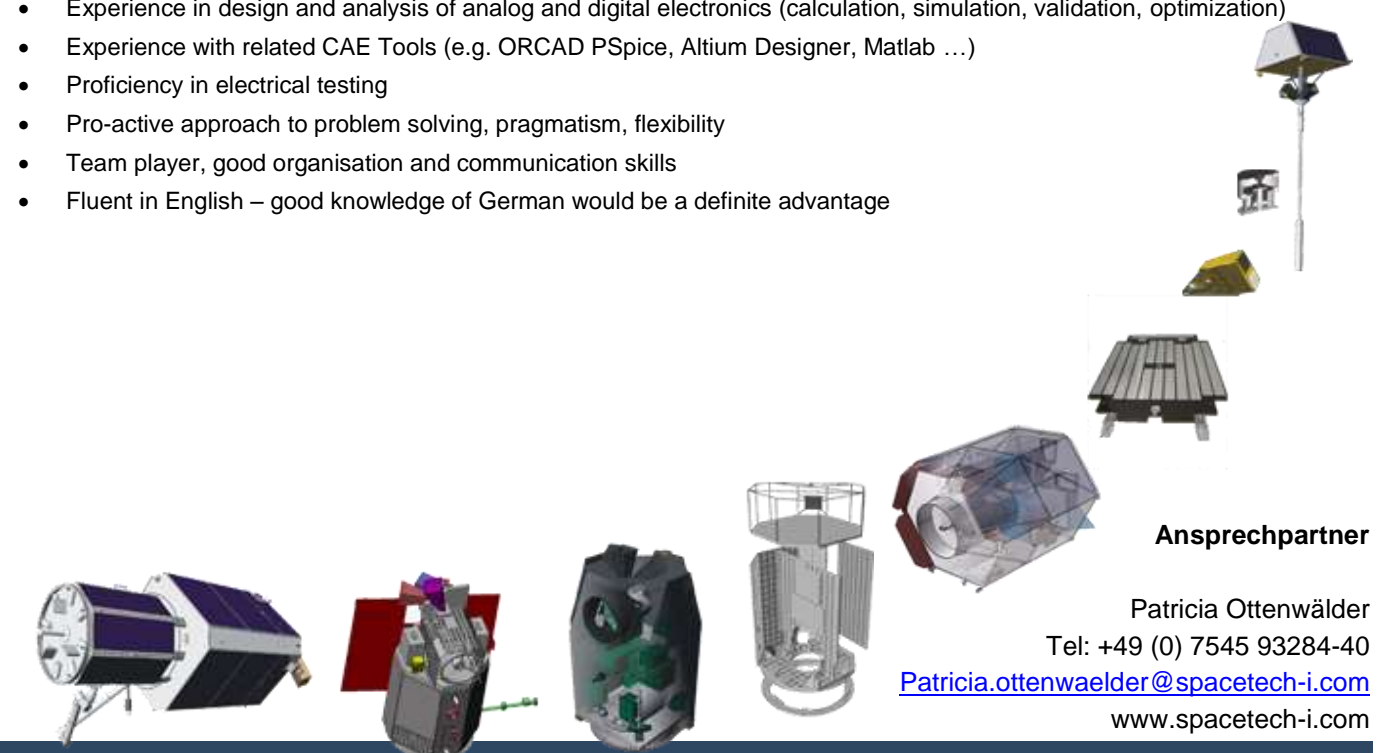 • Experience in design and analysis of analog and digital electronics (calculation, simulation, validation, optimization)
• Experience with related CAE Tools (e.g. ORCAD PSpice, Altium Designer, Matlab …)
• Proficiency in electrical testing
• Pro-active approach to problem solving, pragmatism, flexibility
• Team player, good organisation and communication skills
• Fluent in English – good knowledge of German would be a definite advantage
Ansprechpartner
Patricia Ottenwälder
Tel: +49 (0) 7545 93284-40
Patricia.ottenwaelder@spacetech-i.com
www.spacetech-i.com